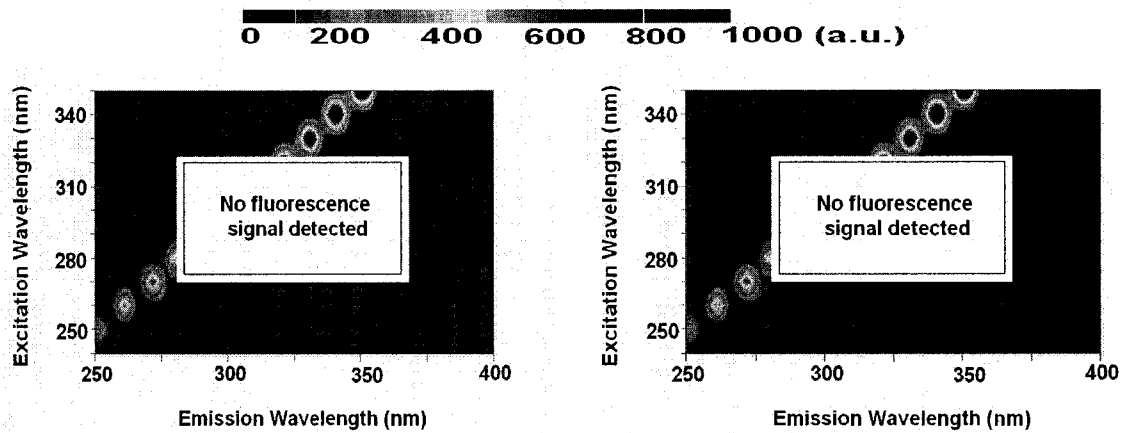 0 200 400 600 800 1000 (a.u.)
Excitation Wavelength (nm)
340
310
280
250
No fluorescence
signal detected
250 300 350 400
Emission Wavelength (nm)
Excitation Wavelength (nm)
340
310
280
250
No fluorescence
signal detected
250 300 350 400
Emission Wavelength (nm)